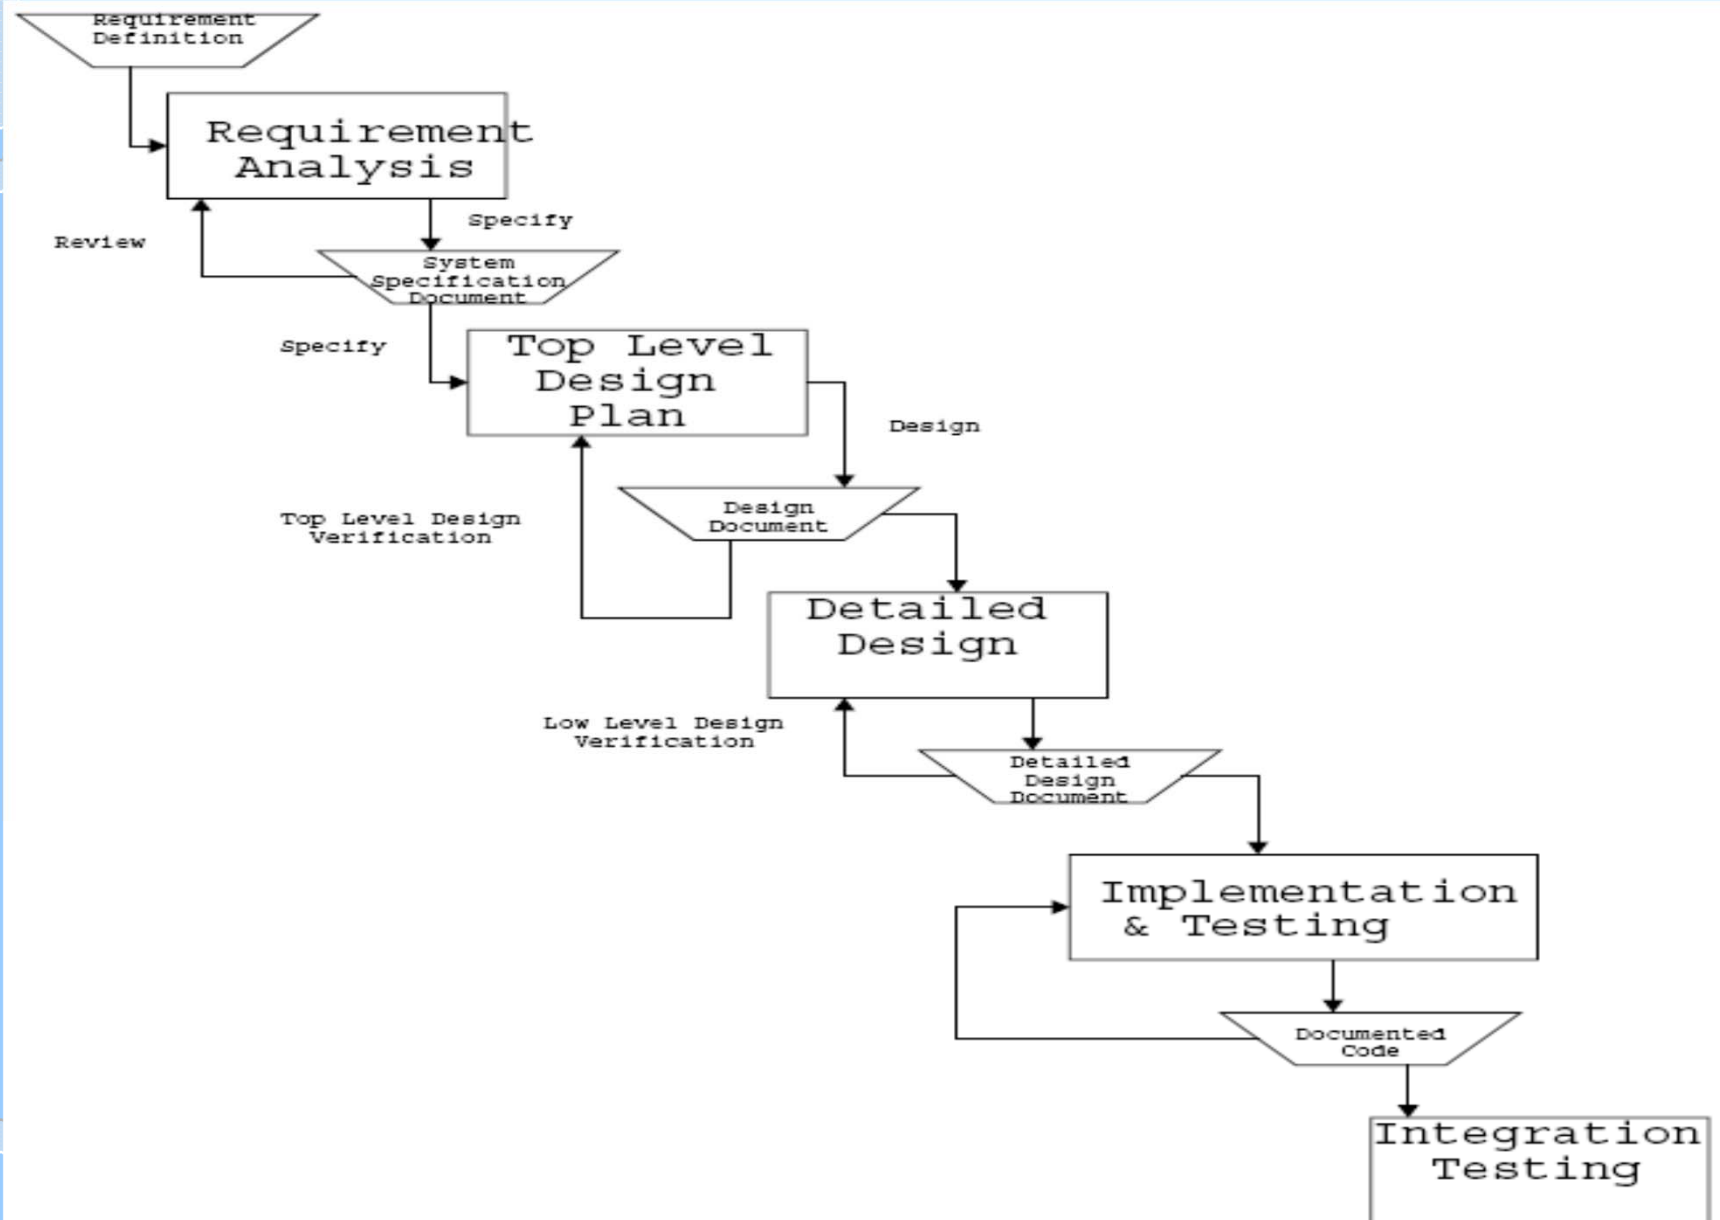 Requirement
Definition
Requirement
Analysis
Specify
Review
System
Specification
Document
Specify
Top Level
Design
Plan
Design
Design
Document
Top Level Design
Verification
Detailed
Design
Low Level Design
Verification
Detailed
Design
Document
Implementation
& Testing
Documented
Code
Integration
Testing